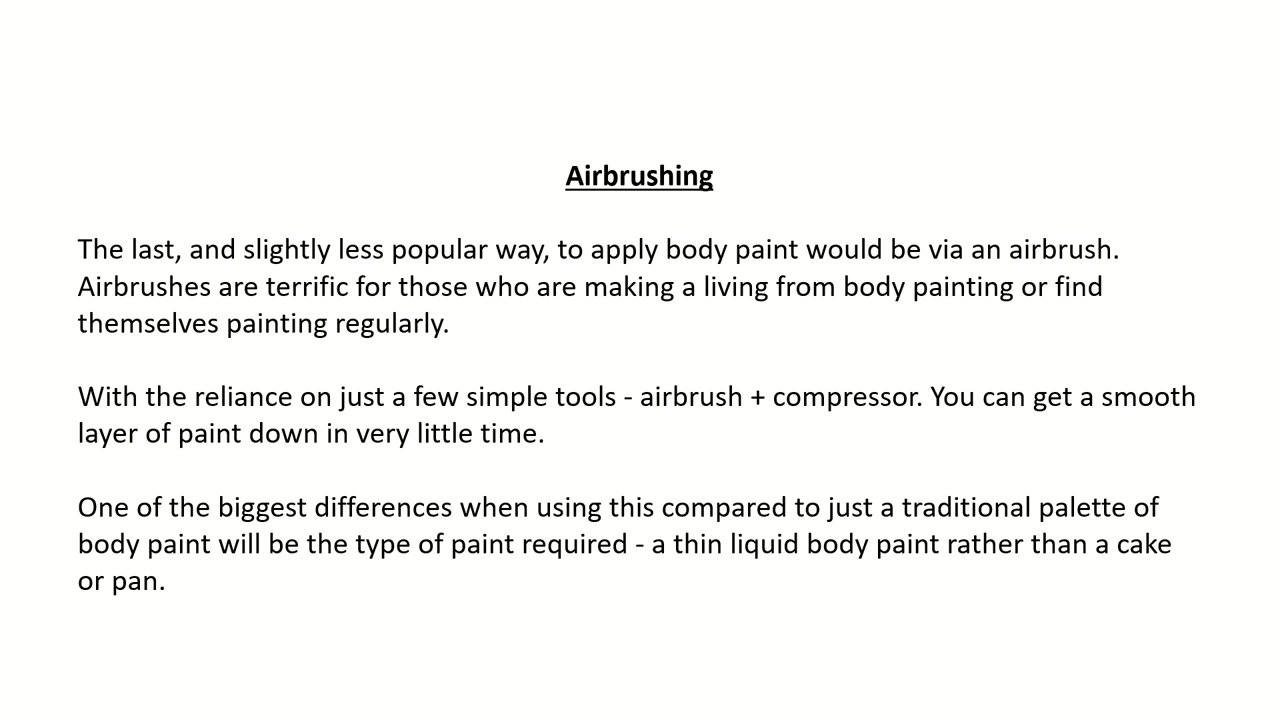 Airbrushing
The last, and slightly less popular way, to apply body paint would be via an airbrush.
Airbrushes are terrific for those who are making a living from body painting or find
themselves painting regularly.
With the reliance on just a few simple tools - airbrush + compressor. You can get a smooth
layer of paint down in very little time.
One of the biggest differences when using this compared to just a traditional palette of
body paint will be the type of paint required - a thin liquid body paint rather than a cake
or pan.